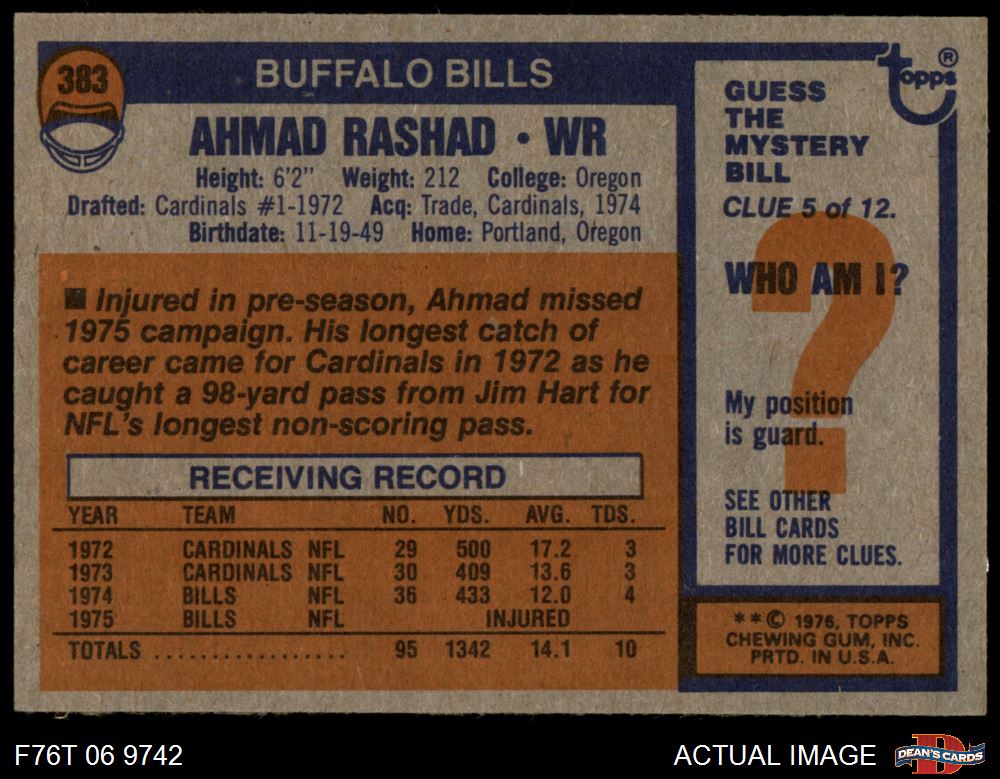 383
BUFFALO BILLS
AHMAD RASHAD • WR
Height: 6'2" Weight: 212 College: Oregon
Drafted: Cardinals #1-1972 Acq: Trade, Cardinals, 1974
Birthdate: 11-19-49 Home: Portland, Oregon
■ Injured in pre-season, Ahmad missed
1975 campaign. His longest catch of
career came for Cardinals in 1972 as he
caught a 98-yard pass from Jim Hart for
NFL's longest non-scoring pass.
RECEIVING RECORD
YEAR TEAM NO. YDS. AVG. TDS.
1972 CARDINALS NFL 29 500 17.2 3
1973 CARDINALS NFL 30 409 13.6 3
1974 BILLS NFL 36 433 12.0 4
1975 BILLS NFL INJURED
TOTALS .................. 95 1342 14.1 10
topps®
GUESS
THE
MYSTERY
BILL
CLUE 5 of 12.
WHO AM I?
?
My position
is guard.
SEE OTHER
BILL CARDS
FOR MORE CLUES.
**© 1976, TOPPS
CHEWING GUM, INC.
PRTD. IN U.S.A.
F76T 06 9742
ACTUAL IMAGE
DEAN'S CARDS